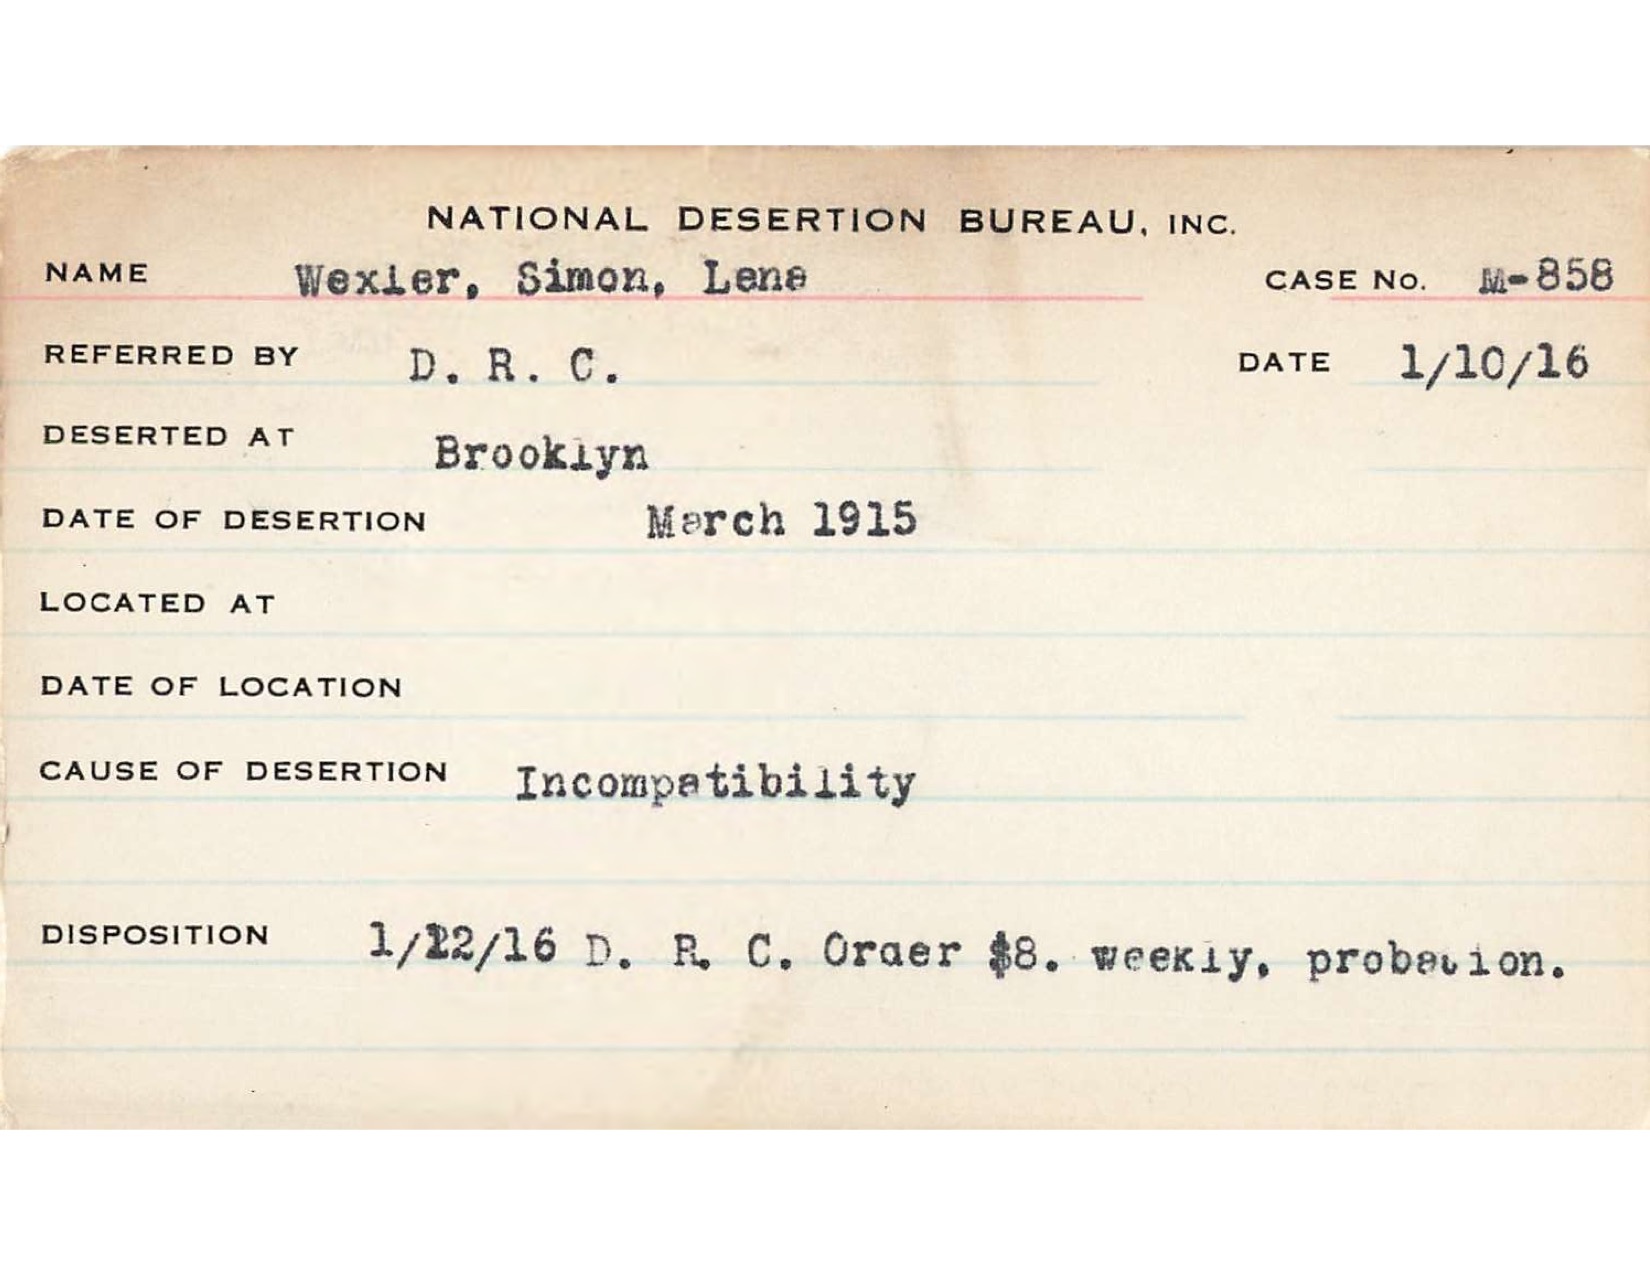 NATIONAL DESERTION BUREAU, INC.
NAME Wexler, Simon, Lena CASE No. M-858
REFERRED BY D. R. C. DATE 1/10/16
DESERTED AT Brooklyn
DATE OF DESERTION March 1915
LOCATED AT
DATE OF LOCATION
CAUSE OF DESERTION Incompatibility
DISPOSITION 1/22/16 D. R. C. Order $8. weekly, probation.